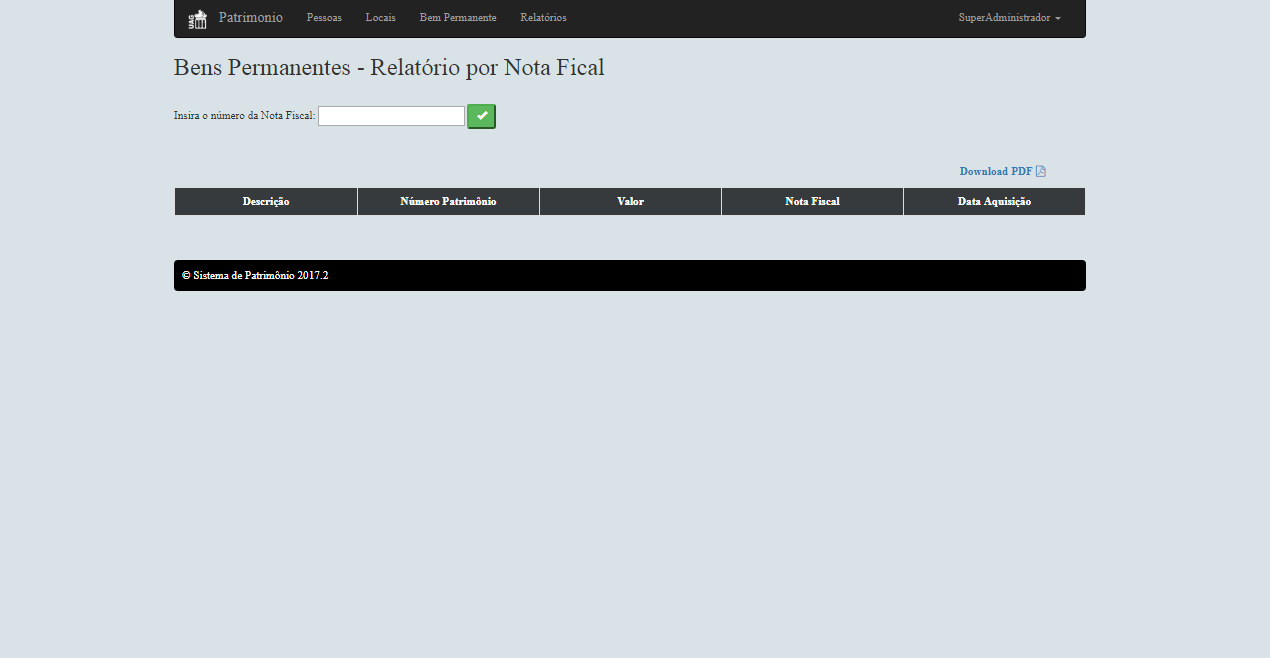 UAG Patrimonio Pessoas Locais Bem Permanente Relatórios SuperAdministrador
Bens Permanentes - Relatório por Nota Fical
Insira o número da Nota Fiscal:
Download PDF
Descrição Número Patrimônio Valor Nota Fiscal Data Aquisição
© Sistema de Patrimônio 2017.2